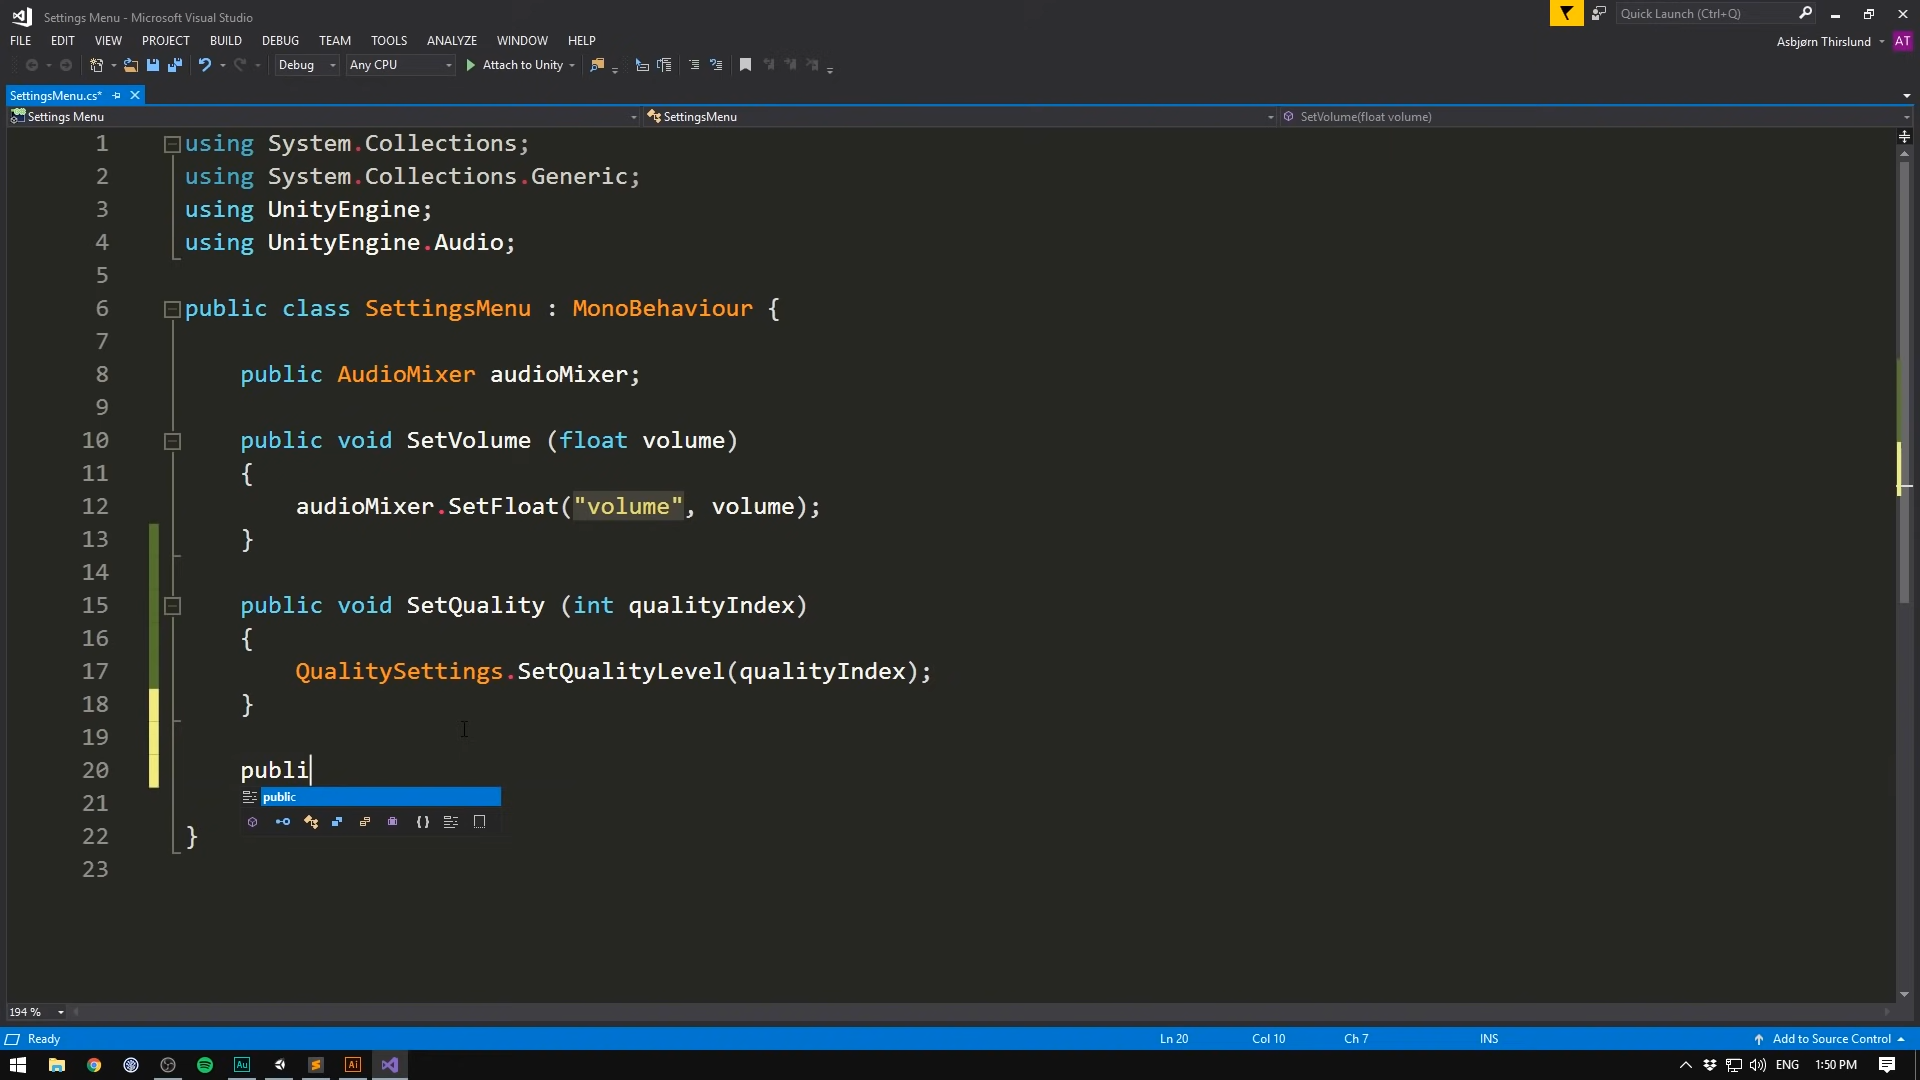 Settings Menu - Microsoft Visual Studio
Quick Launch (Ctrl+Q)
FILE EDIT VIEW PROJECT BUILD DEBUG TEAM TOOLS ANALYZE WINDOW HELP
Asbjørn Thirslund AT
Debug Any CPU Attach to Unity
SettingsMenu.cs*
Settings Menu SettingsMenu SetVolume(float volume)
1 using System.Collections;
2 using System.Collections.Generic;
3 using UnityEngine;
4 using UnityEngine.Audio;
5
6 public class SettingsMenu : MonoBehaviour {
7
8 public AudioMixer audioMixer;
9
10 public void SetVolume (float volume)
11 {
12 audioMixer.SetFloat("volume", volume);
13 }
14
15 public void SetQuality (int qualityIndex)
16 {
17 QualitySettings.SetQualityLevel(qualityIndex);
18 }
19
20 publi
public
21
22 }
23
194 %
Ready Ln 20 Col 10 Ch 7 INS Add to Source Control
Au Ai ENG 1:50 PM